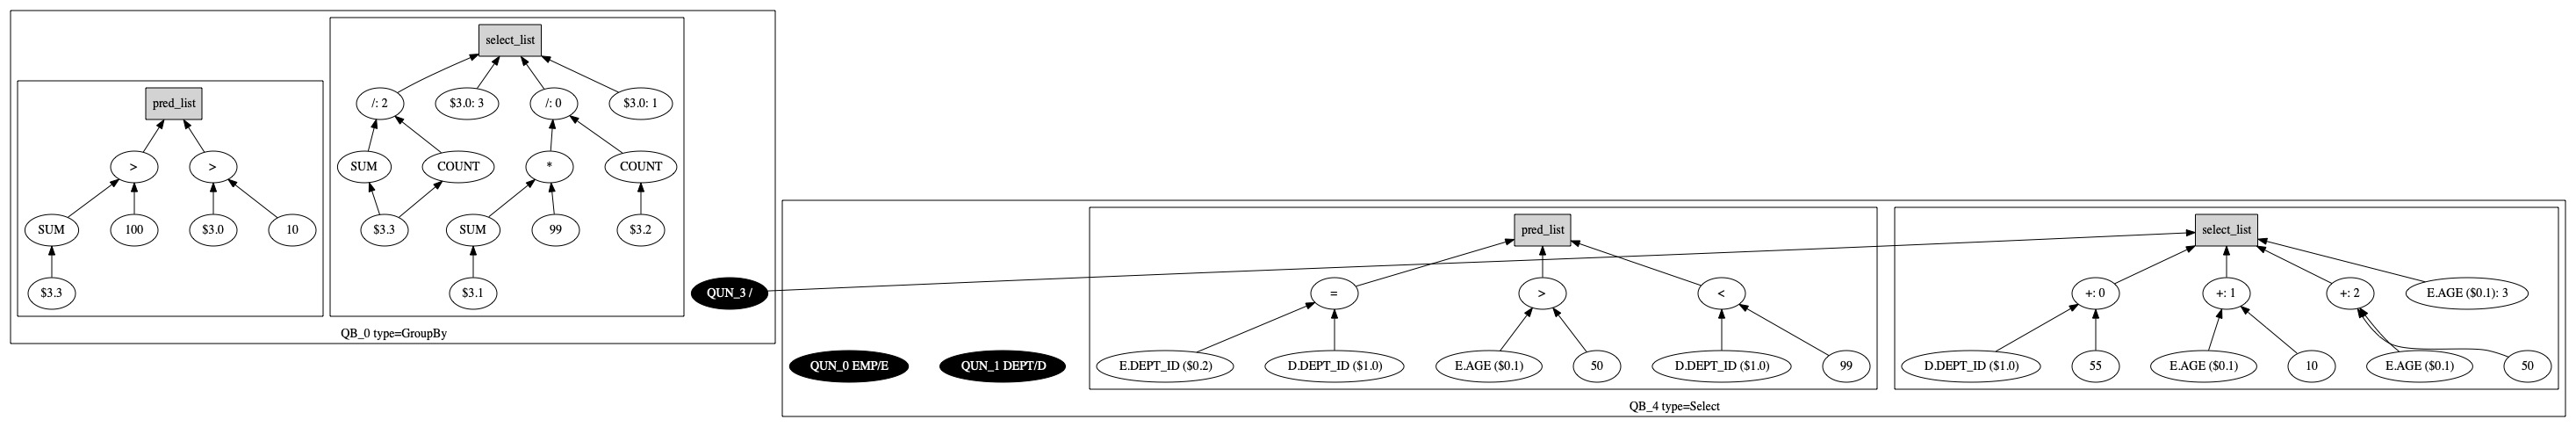 select_list
pred_list
/: 2
$3.0: 3
/: 0
$3.0: 1
>
>
SUM
COUNT
*
COUNT
SUM
100
$3.0
10
$3.3
SUM
99
$3.2
$3.3
$3.1
QUN_3 /
QB_0 type=GroupBy
pred_list
select_list
=
>
<
+: 0
+: 1
+: 2
E.AGE ($0.1): 3
QUN_0 EMP/E
QUN_1 DEPT/D
E.DEPT_ID ($0.2)
D.DEPT_ID ($1.0)
E.AGE ($0.1)
50
D.DEPT_ID ($1.0)
99
D.DEPT_ID ($1.0)
55
E.AGE ($0.1)
10
E.AGE ($0.1)
50
QB_4 type=Select